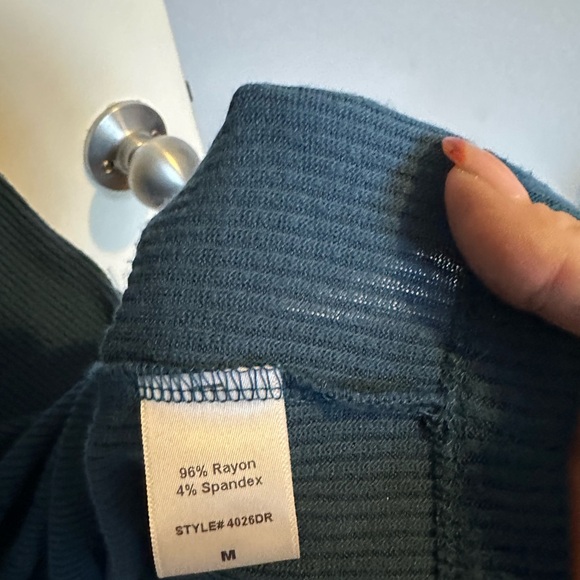 96% Rayon
4% Spandex
STYLE# 4026DR
M